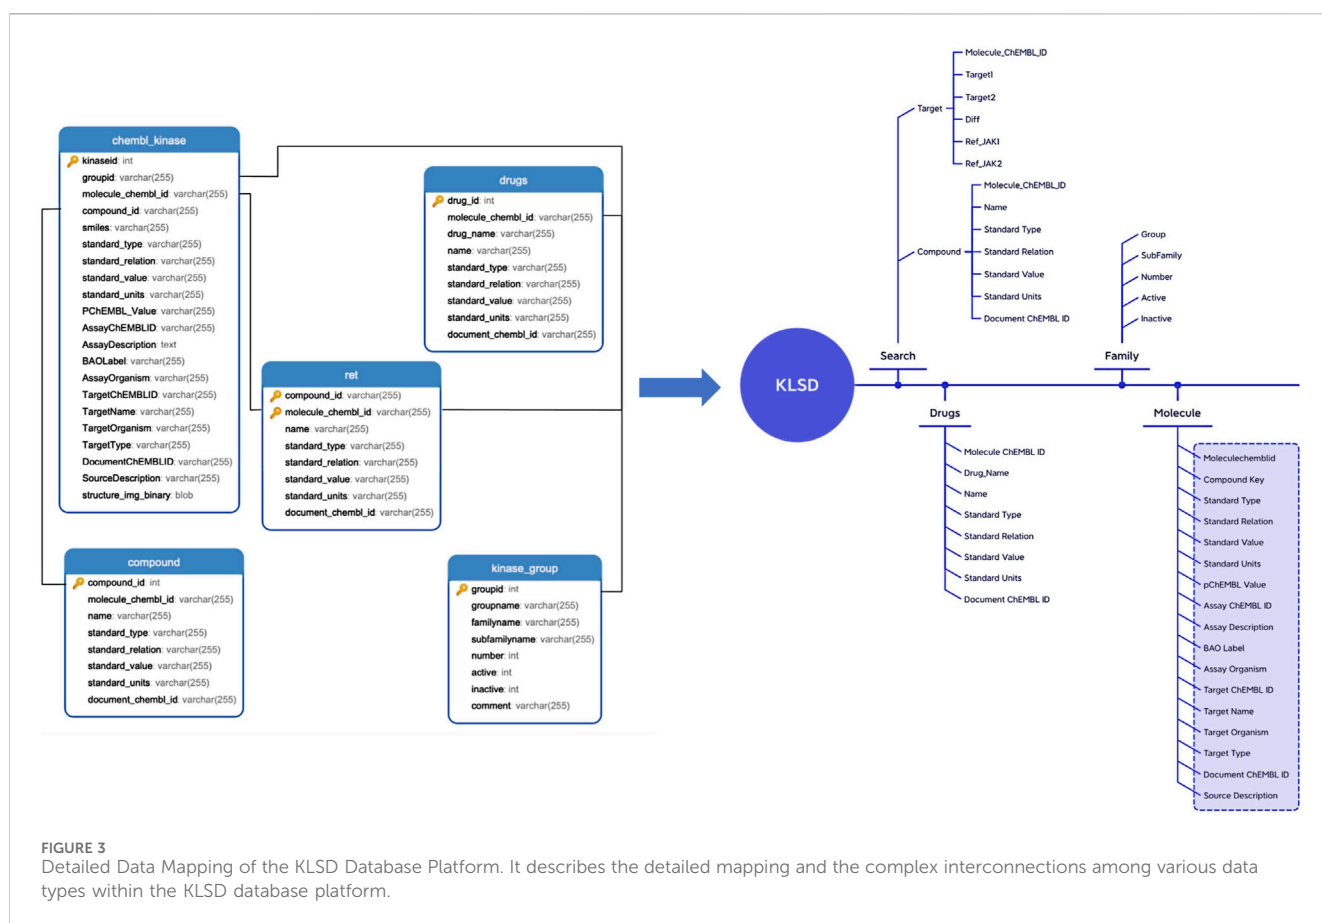 chembl_kinase
kinaseid: int
groupid: varchar(255)
molecule_chembl_id: varchar(255)
compound_id: varchar(255)
smiles: varchar(255)
standard_type: varchar(255)
standard_relation: varchar(255)
standard_value: varchar(255)
standard_units: varchar(255)
PChEMBL_Value: varchar(255)
AssayChEMBLID: varchar(255)
AssayDescription: text
BAOLabel: varchar(255)
AssayOrganism: varchar(255)
TargetChEMBLID: varchar(255)
TargetName: varchar(255)
TargetOrganism: varchar(255)
TargetType: varchar(255)
DocumentChEMBLID: varchar(255)
SourceDescription: varchar(255)
structure_img_binary: blob
drugs
drug_id: int
molecule_chembl_id: varchar(255)
drug_name: varchar(255)
name: varchar(255)
standard_type: varchar(255)
standard_relation: varchar(255)
standard_value: varchar(255)
standard_units: varchar(255)
document_chembl_id: varchar(255)
ret
compound_id: varchar(255)
molecule_chembl_id: varchar(255)
name: varchar(255)
standard_type: varchar(255)
standard_relation: varchar(255)
standard_value: varchar(255)
standard_units: varchar(255)
document_chembl_id: varchar(255)
compound
compound_id: int
molecule_chembl_id: varchar(255)
name: varchar(255)
standard_type: varchar(255)
standard_relation: varchar(255)
standard_value: varchar(255)
standard_units: varchar(255)
document_chembl_id: varchar(255)
kinase_group
groupid: int
groupname: varchar(255)
familyname: varchar(255)
subfamilyname: varchar(255)
number: int
active: int
inactive: int
comment: varchar(255)
KLSD
Search
Target
Molecule_ChEMBL_ID
Target1
Target2
Diff
Ref_JAK1
Ref_JAK2
Compound
Molecule_ChEMBL_ID
Name
Standard Type
Standard Relation
Standard Value
Standard Units
Document ChEMBL ID
Family
Group
SubFamily
Number
Active
Inactive
Drugs
Molecule ChEMBL ID
Drug_Name
Name
Standard Type
Standard Relation
Standard Value
Standard Units
Document ChEMBL ID
Molecule
Moleculechemblid
Compound Key
Standard Type
Standard Relation
Standard Value
Standard Units
pChEMBL Value
Assay ChEMBL ID
Assay Description
BAO Label
Assay Organism
Target ChEMBL ID
Target Name
Target Organism
Target Type
Document ChEMBL ID
Source Description
FIGURE 3
Detailed Data Mapping of the KLSD Database Platform. It describes the detailed mapping and the complex interconnections among various data
types within the KLSD database platform.